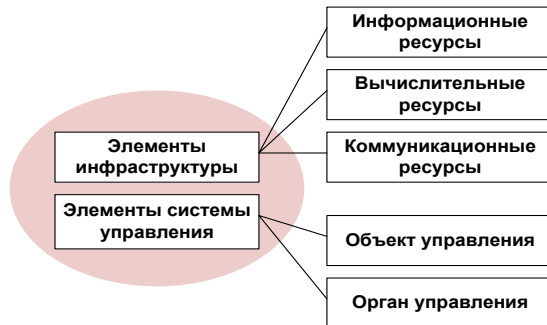 Информационные
ресурсы
Вычислительные
ресурсы
Элементы
инфраструктуры
Коммуникационные
ресурсы
Элементы системы
управления
Объект управления
Орган управления